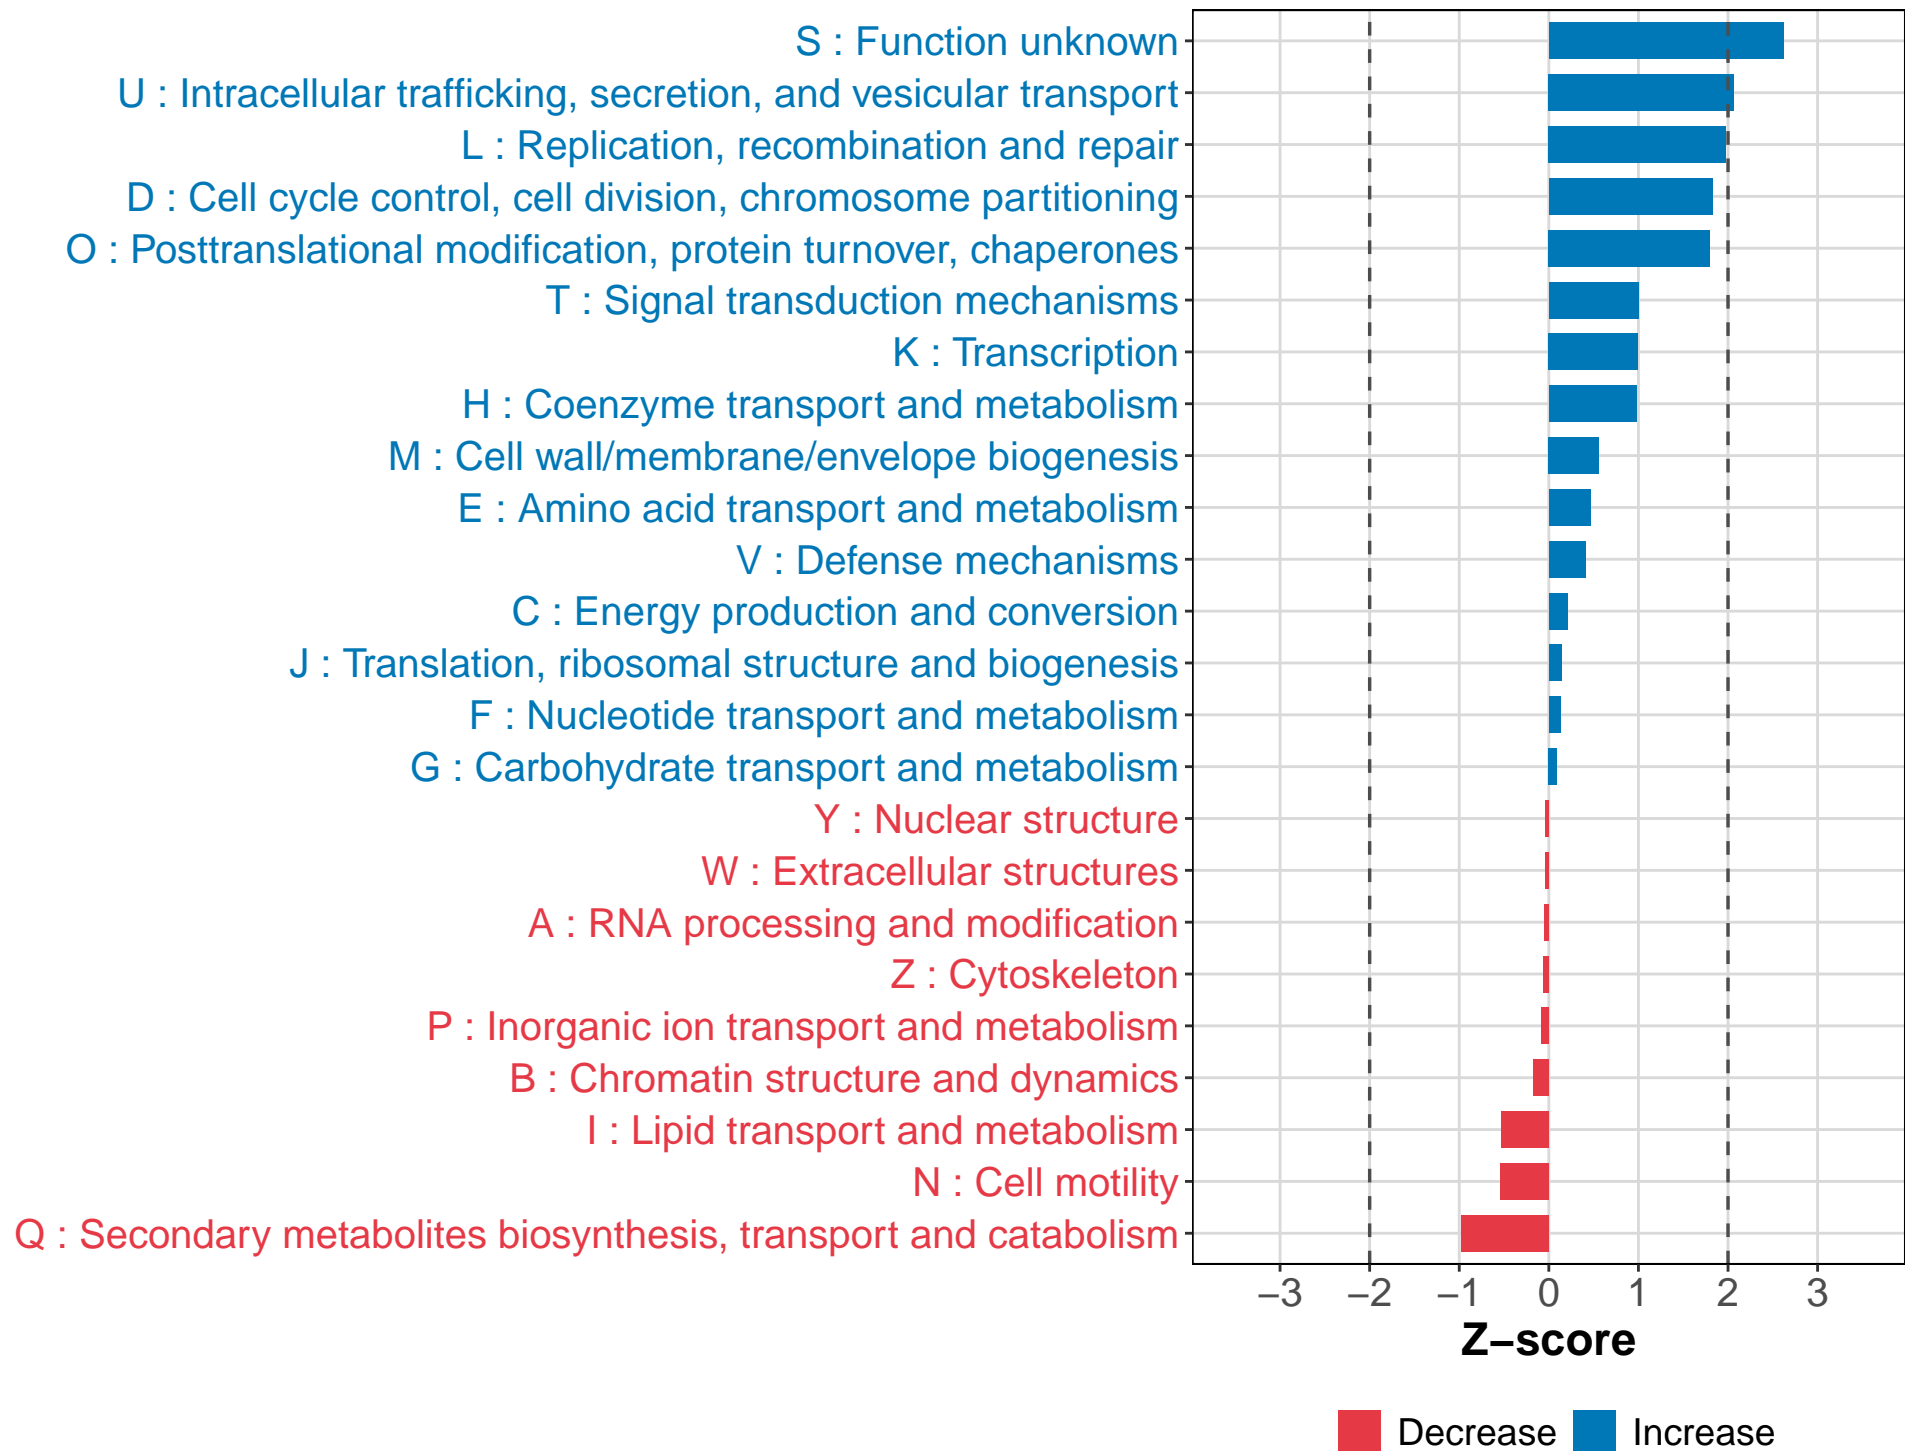 S : Function unknown
U : Intracellular trafficking, secretion, and vesicular transport
L : Replication, recombination and repair
D : Cell cycle control, cell division, chromosome partitioning
O : Posttranslational modification, protein turnover, chaperones
T : Signal transduction mechanisms
K : Transcription
H : Coenzyme transport and metabolism
M : Cell wall/membrane/envelope biogenesis
E : Amino acid transport and metabolism
V : Defense mechanisms
C : Energy production and conversion
J : Translation, ribosomal structure and biogenesis
F : Nucleotide transport and metabolism
G : Carbohydrate transport and metabolism
Y : Nuclear structure
W : Extracellular structures
A : RNA processing and modification
Z : Cytoskeleton
P : Inorganic ion transport and metabolism
B : Chromatin structure and dynamics
I : Lipid transport and metabolism
N : Cell motility
Q : Secondary metabolites biosynthesis, transport and catabolism
−3 −2 −1 0 1 2 3
Z−score
Decrease Increase